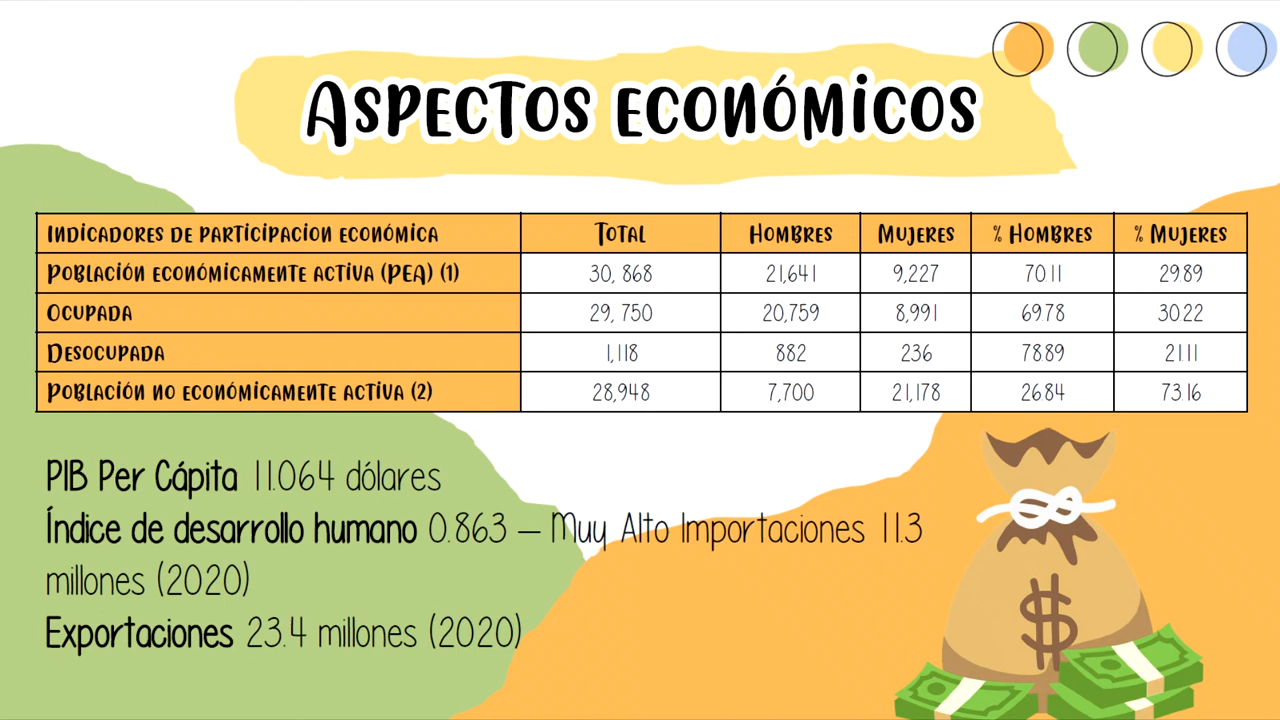 Aspectos económicos
Indicadores de participacion económica Total Hombres Mujeres % Hombres % Mujeres
Población económicamente activa (PEA) (1) 30, 868 21,641 9,227 70.11 29.89
Ocupada 29, 750 20,759 8,991 69.78 30.22
Desocupada 1,118 882 236 78.89 21.11
Población no económicamente activa (2) 28,948 7,700 21,178 26.84 73.16
PIB Per Cápita 11.064 dólares
Índice de desarrollo humano 0.863 – Muy Alto Importaciones 11.3
millones (2020)
Exportaciones 23.4 millones (2020)
$